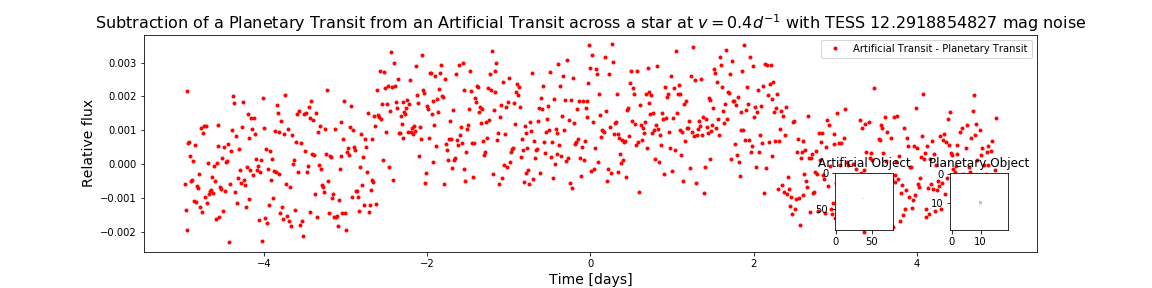 Subtraction of a Planetary Transit from an Artificial Transit across a star at v = 0.4d⁻¹ with TESS 12.2918854827 mag noise
Artificial Transit - Planetary Transit
Relative flux
0.003
0.002
0.001
0.000
−0.001
−0.002
Artificial Object
0
50
0 50
Planetary Object
0
10
0 10
−4 −2 0 2 4
Time [days]